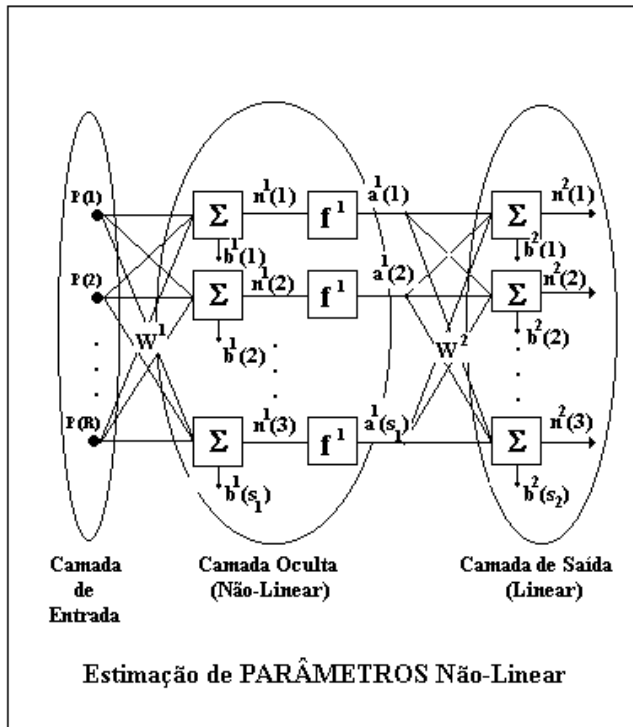 P(1) n¹(1) a¹(1) n²(1)
Σ f¹ Σ
b¹(1) b²(1)
P(2) n¹(2) a¹(2) n²(2)
Σ f¹ Σ
b¹(2) b²(2)
W¹ W²
P(R) n¹(3) a¹(s₁) n²(3)
Σ f¹ Σ
b¹(s₁) b²(s₂)
Camada
de
Entrada
Camada Oculta
(Não-Linear)
Camada de Saída
(Linear)
Estimação de PARÂMETROS Não-Linear